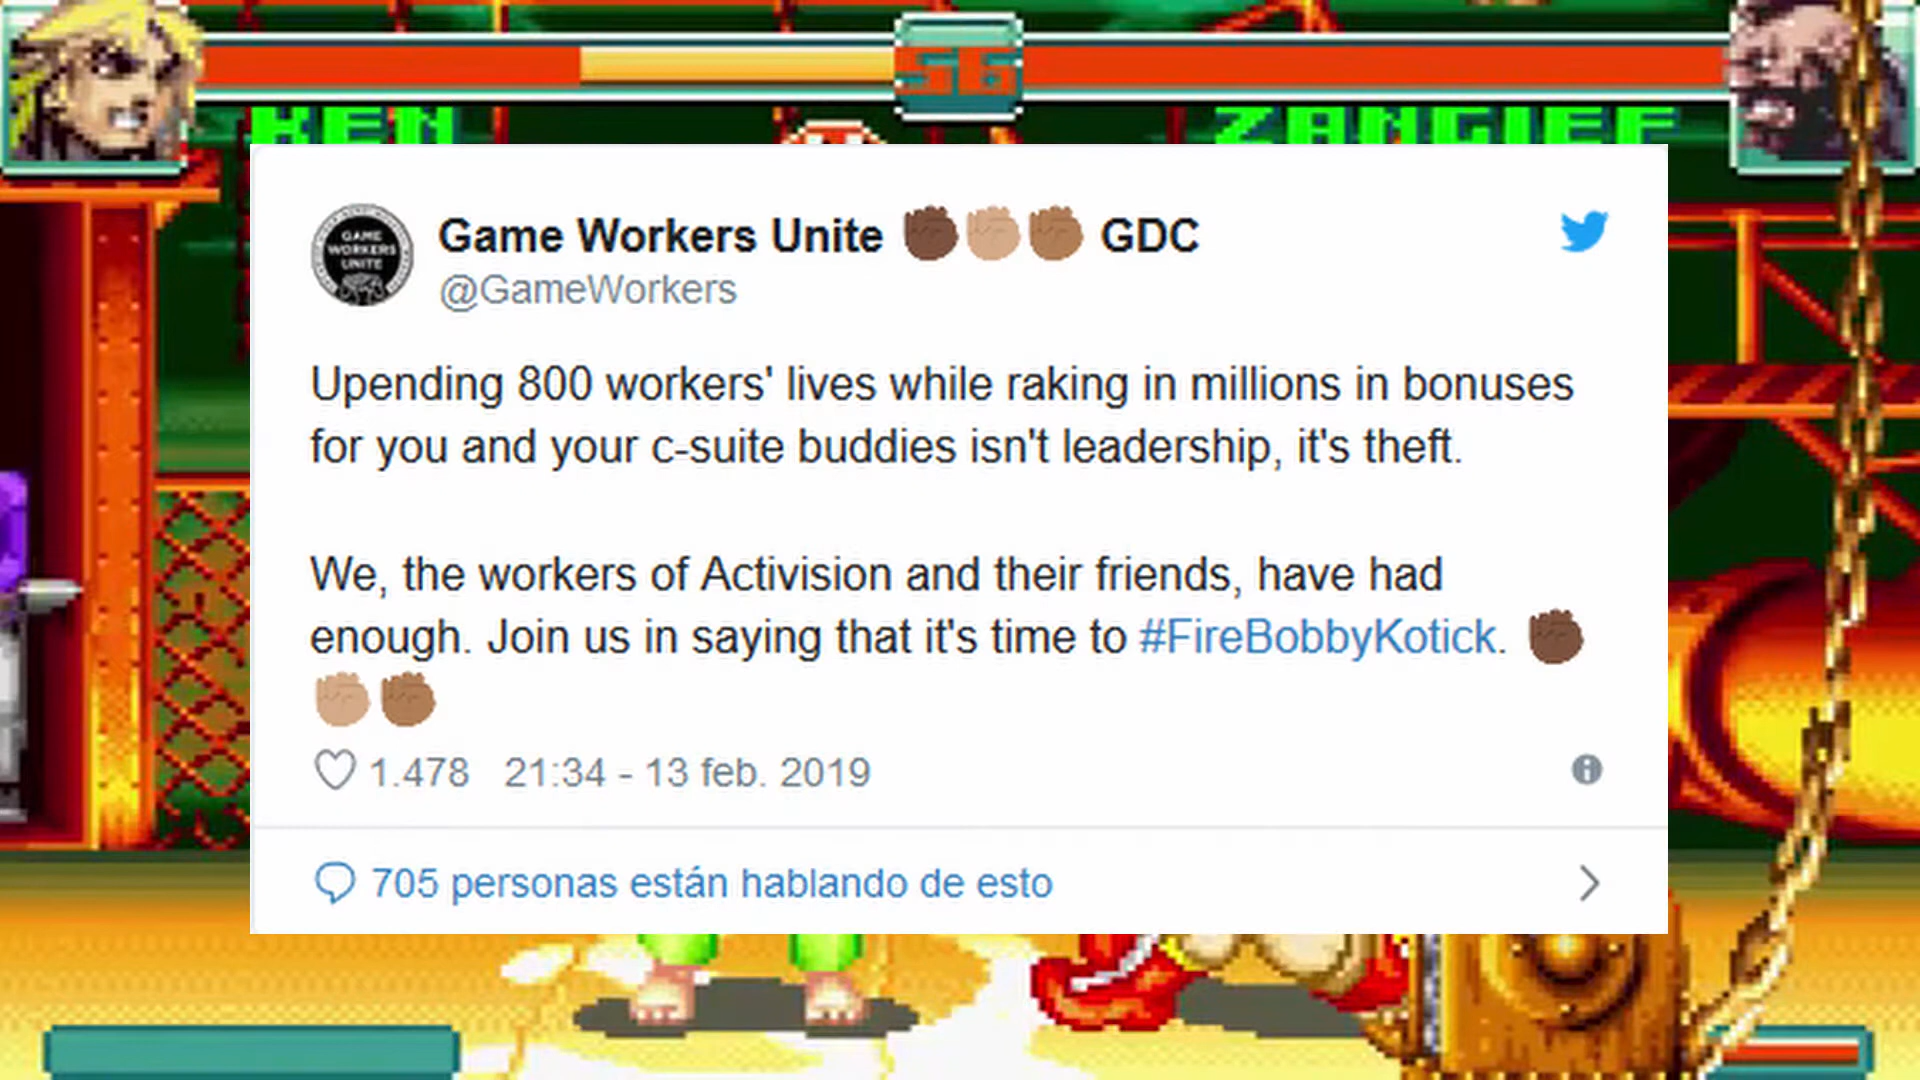 56
KEN
ZANGIEF
GAME
WORKERS
UNITE
Game Workers Unite ✊🏿✊🏼✊🏽 GDC
@GameWorkers
Upending 800 workers' lives while raking in millions in bonuses
for you and your c-suite buddies isn't leadership, it's theft.
We, the workers of Activision and their friends, have had
enough. Join us in saying that it's time to #FireBobbyKotick. ✊🏿
✊🏼✊🏽
1.478 21:34 - 13 feb. 2019
705 personas están hablando de esto